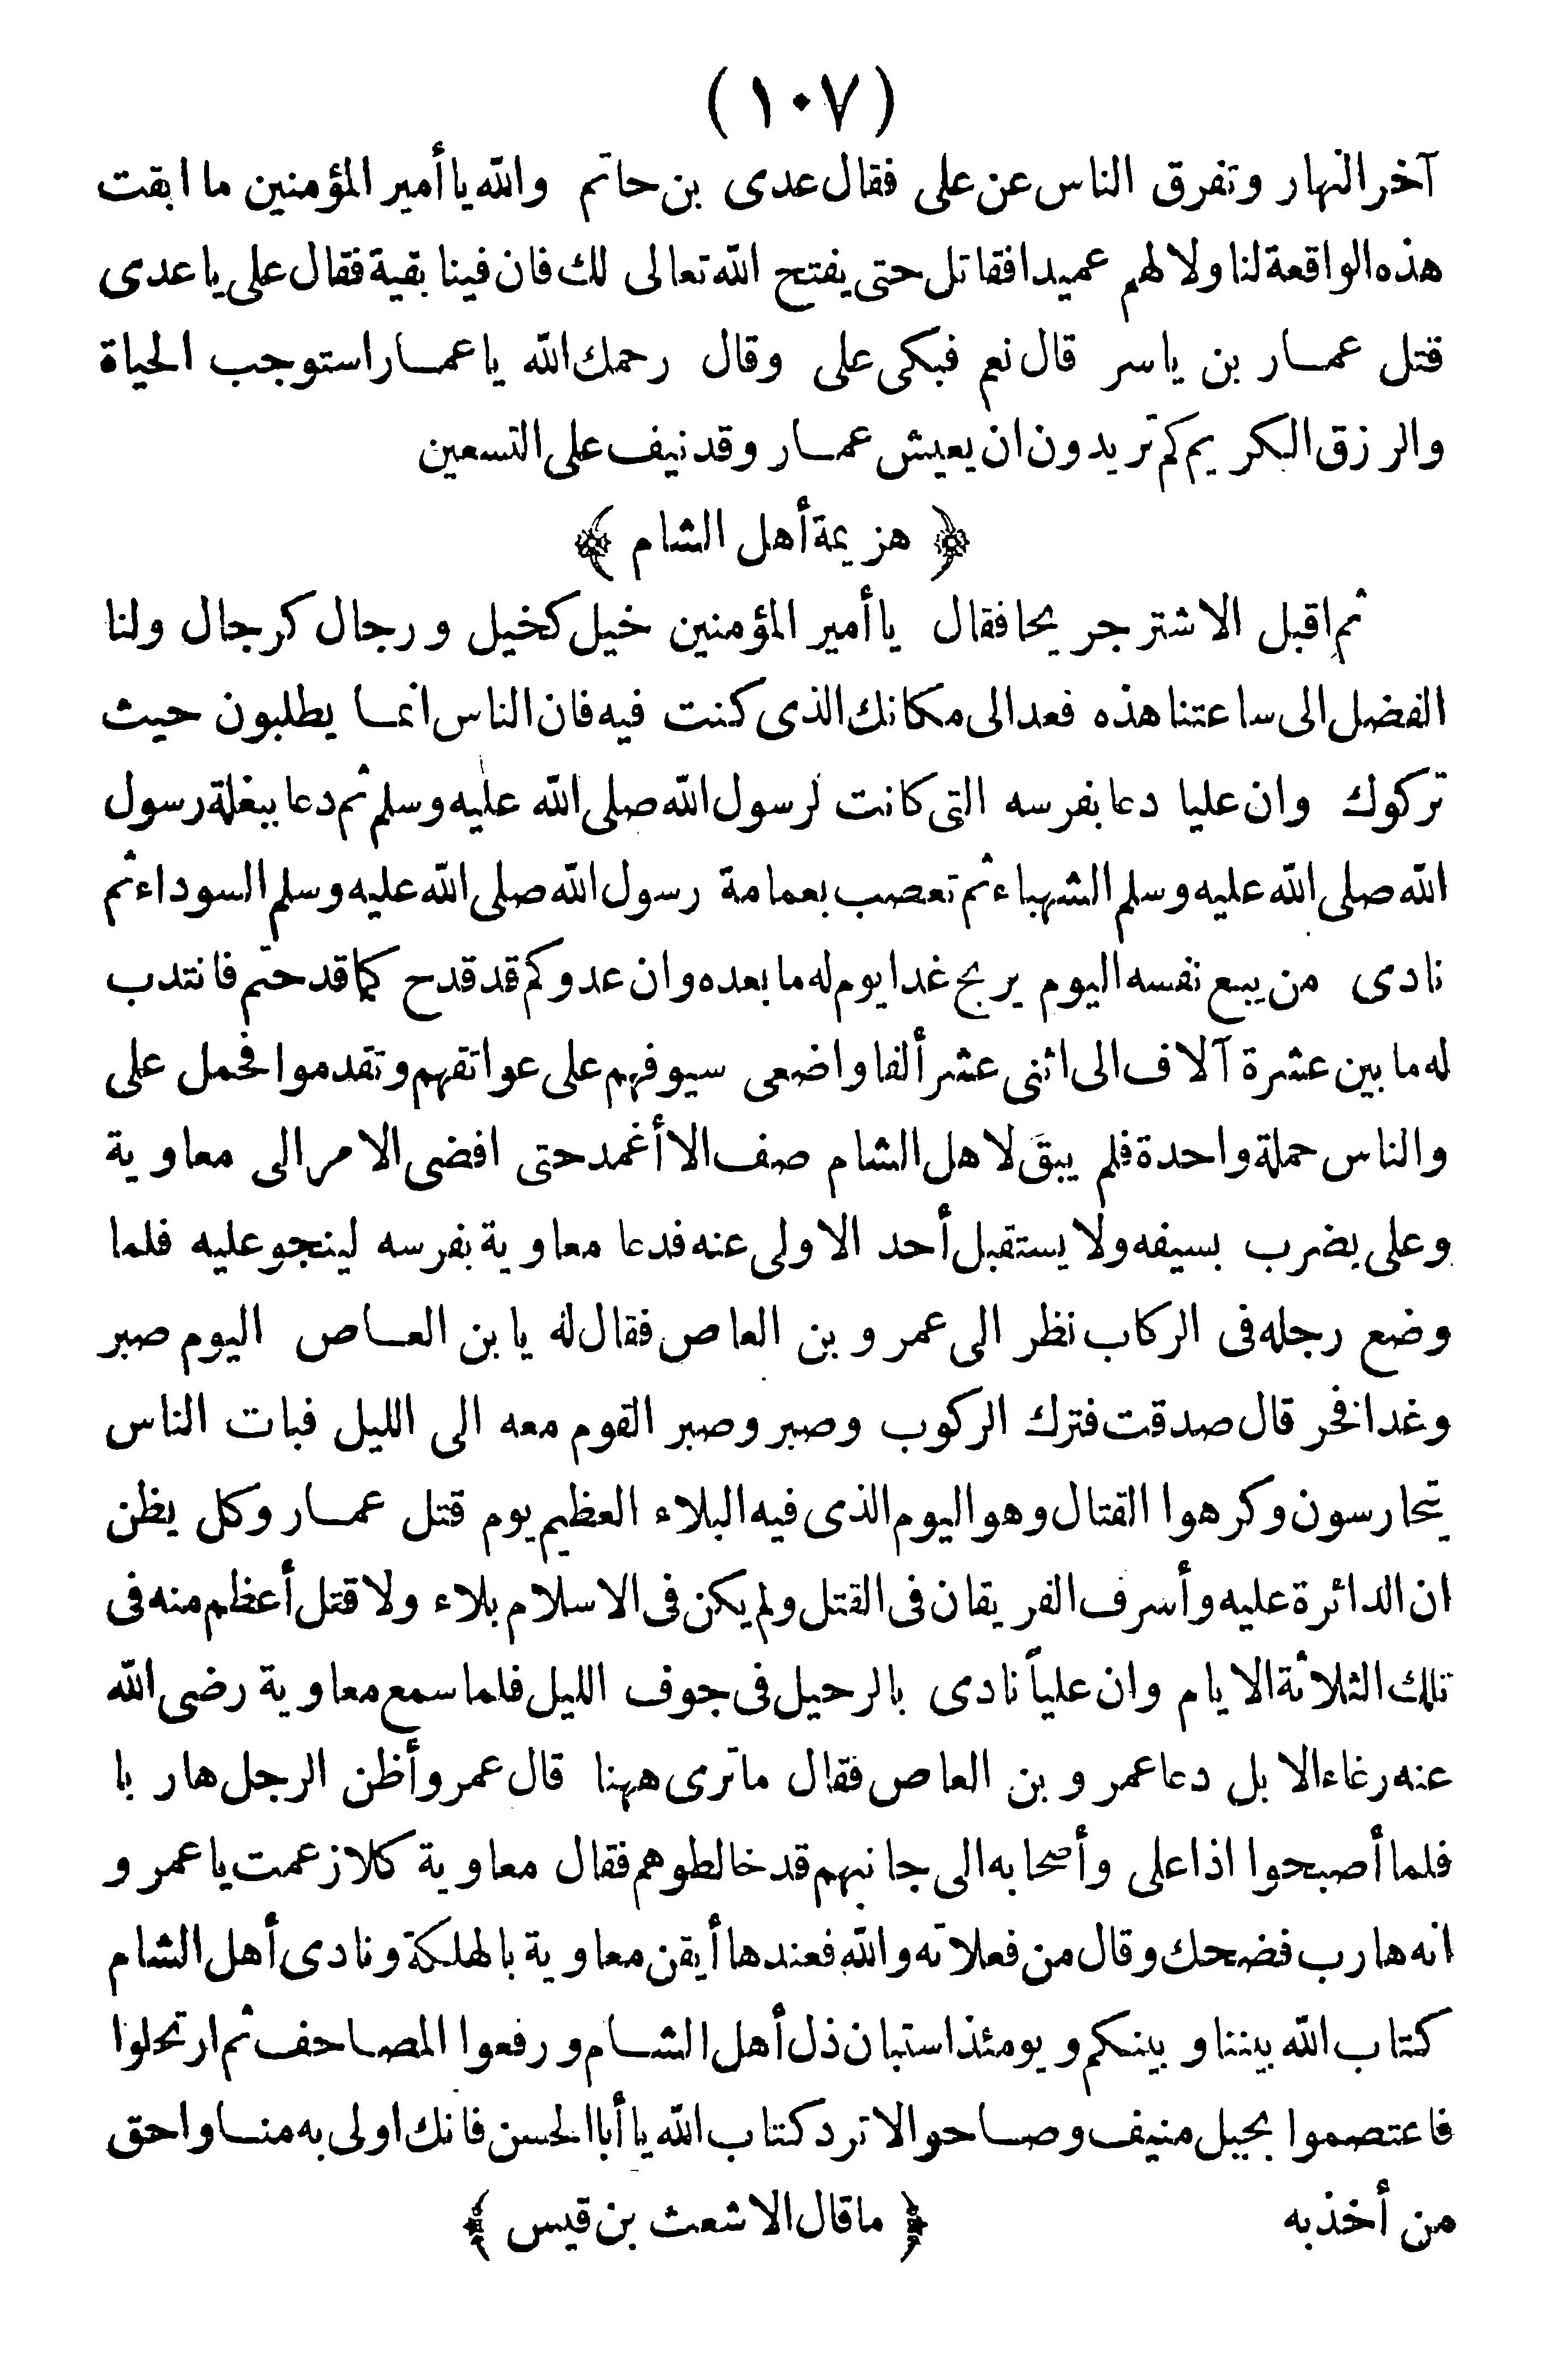 (١٠٧)
آخر النهار وتفرق الناس عن على فقال عدى بن حاتم والله يا أمير المؤمنين ما ابقت
هذه الواقعة لنا ولا لهم عميدا فقاتل حتى يفتح الله تعالى لك فان فينا بقية فقال على يا عدى
قتل عمار بن ياسر قال نعم فبكى على وقال رحمك الله يا عمار استوجب الحياة
والرزق الكريم كم تريدون ان يعيش عمار وقد نيف على التسعين
﴿ هزيمة أهل الشام ﴾
ثم اقبل الاشتر جريحا فقال يا أمير المؤمنين خيل كخيل ورجال كرجال ولنا
الفضل الى ساعتنا هذه فعد الى مكانك الذى كنت فيه فان الناس انما يطلبون حيث
تركوك وان عليا دعا بفرسه التى كانت لرسول الله صلى الله عليه وسلم ثم دعا ببغلة رسول
الله صلى الله عليه وسلم الشهباء ثم تعصب بعمامة رسول الله صلى الله عليه وسلم السوداء ثم
نادى من يبع نفسه اليوم يربح غدا يوم له ما بعده وان عدوكم قد قدح كما قد حتم فانتدب
له ما بين عشرة آلاف الى اثنى عشر ألفا واضعى سيوفهم على عواتقهم وتقدموا فحمل على
والناس حملة واحدة فلم يبقَ لاهل الشام صف الا أغمد حتى افضى الامر الى معاوية
وعلى يضرب بسيفه ولا يستقبل أحد الا ولى عنه فدعا معاوية بفرسه لينجو عليه فلما
وضع رجله فى الركاب نظر الى عمرو بن العاص فقال له يا بن العاص اليوم صبر
وغدا فخر قال صدقت فترك الركوب وصبر وصبر القوم معه الى الليل فبات الناس
يتحارسون وكرهوا القتال وهو اليوم الذى فيه البلاء العظيم يوم قتل عمار وكل يظن
ان الدائرة عليه وأسرف الفريقان فى القتل ولم يكن فى الاسلام بلاء ولا قتل أعظم منه فى
تلك الثلاثة الايام وان علياً نادى بالرحيل فى جوف الليل فلما سمع معاوية رضى الله
عنه رغاء الابل دعا عمرو بن العاص فقال ما ترى ههنا قال عمرو أظن الرجل هاربا
فلما أصبحوا اذا على وأصحابه الى جانبهم قد خالطوهم فقال معاوية كلا زعمت يا عمرو
انه هارب فضحك وقال من فعلاته والله فعندها أيقن معاوية بالهلكة ونادى أهل الشام
كتاب الله بيننا وبينكم ويومئذ استبان ذل أهل الشام ورفعوا المصاحف ثم ارتحلوا
فاعتصموا بجبل منيف وصاحوا لا ترد كتاب الله يا أبا الحسن فانك اولى به منا واحق
من أخذ به ﴿ ما قال الاشعث بن قيس ﴾